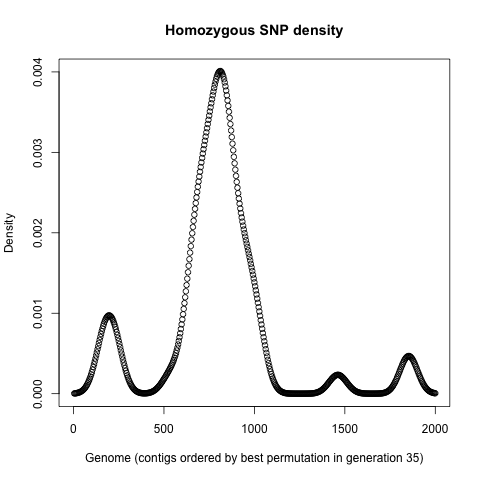 Homozygous SNP density
Density
0.004
0.003
0.002
0.001
0.000
0 500 1000 1500 2000
Genome (contigs ordered by best permutation in generation 35)